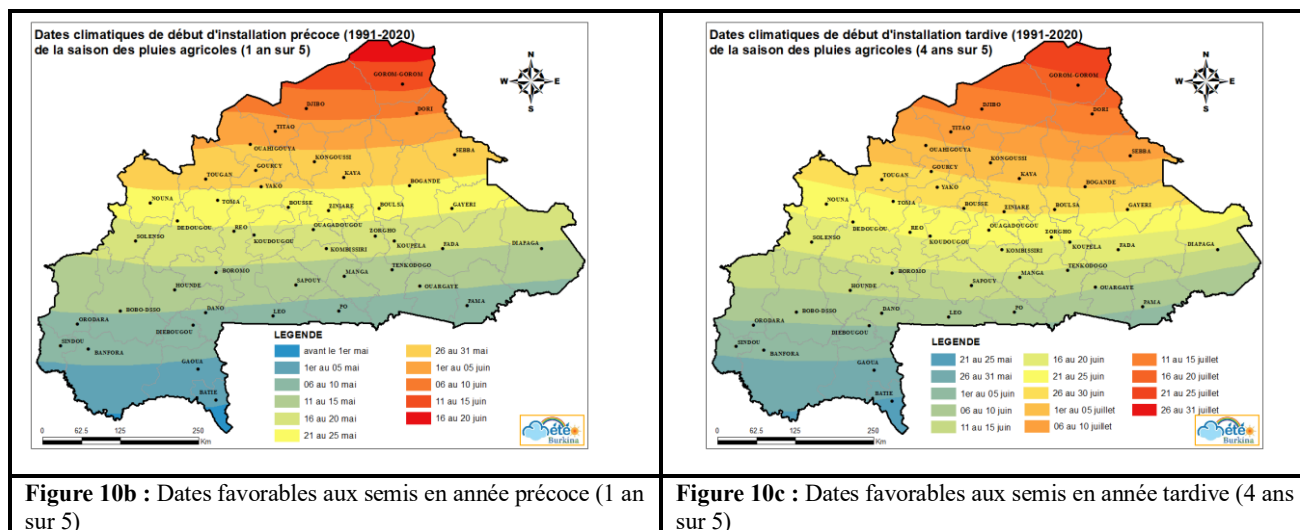 Dates climatiques de début d'installation précoce (1991-2020)
de la saison des pluies agricoles (1 an sur 5)
N
W E
S
GOROM-GOROM
DJIBO
DORI
TITAO
OUAHIGOUYA
KONGOUSSI
SEBBA
GOURCY
TOUGAN
KAYA
YAKO
BOGANDE
NOUNA
TOMA
BOUSSE
ZINIARE
BOULSA
GAYERI
DEDOUGOU
REO
OUAGADOUGOU
SOLENSO
KOUDOUGOU
ZORGHO
KOUPELA
FADA
DIAPAGA
KOMBISSIRI
TENKODOGO
BOROMO
MANGA
HOUNDE
SAPOUY
OUARGAYE
BOBO-DSSO
DANO
LEO
PO
PAMA
ORODARA
DIEBOUGOU
SINDOU
BANFORA
GAOUA
BATIE
LEGENDE
avant le 1er mai
1er au 05 mai
06 au 10 mai
11 au 15 mai
16 au 20 mai
21 au 25 mai
26 au 31 mai
1er au 05 juin
06 au 10 juin
11 au 15 juin
16 au 20 juin
0 62.5 125 250
Km
Météo
Burkina
Figure 10b : Dates favorables aux semis en année précoce (1 an
sur 5)
Dates climatiques de début d'installation tardive (1991-2020)
de la saison des pluies agricoles (4 ans sur 5)
N
W E
S
GOROM-GOROM
DJIBO
DORI
TITAO
OUAHIGOUYA
KONGOUSSI
SEBBA
GOURCY
TOUGAN
KAYA
YAKO
BOGANDE
NOUNA
TOMA
BOUSSE
ZINIARE
BOULSA
GAYERI
DEDOUGOU
REO
OUAGADOUGOU
SOLENSO
KOUDOUGOU
ZORGHO
KOUPELA
FADA
DIAPAGA
KOMBISSIRI
TENKODOGO
BOROMO
MANGA
HOUNDE
SAPOUY
OUARGAYE
BOBO-DSSO
DANO
LEO
PO
PAMA
ORODARA
DIEBOUGOU
SINDOU
BANFORA
GAOUA
BATIE
LEGENDE
21 au 25 mai
26 au 31 mai
1er au 05 juin
06 au 10 juin
11 au 15 juin
16 au 20 juin
21 au 25 juin
26 au 30 juin
1er au 05 juillet
06 au 10 juillet
11 au 15 juillet
16 au 20 juillet
21 au 25 juillet
26 au 31 juillet
0 62.5 125 250
Km
Météo
Burkina
Figure 10c : Dates favorables aux semis en année tardive (4 ans
sur 5)